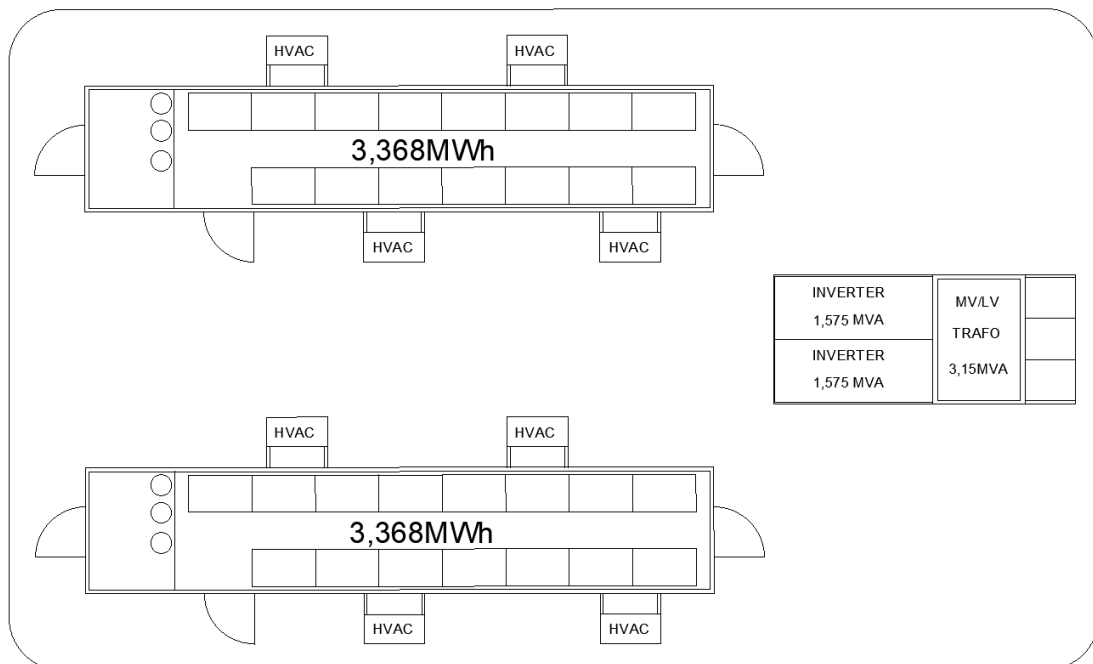 HVAC
HVAC
3,368MWh
HVAC
HVAC
INVERTER
1,575 MVA
INVERTER
1,575 MVA
MV/LV
TRAFO
3,15MVA
HVAC
HVAC
3,368MWh
HVAC
HVAC